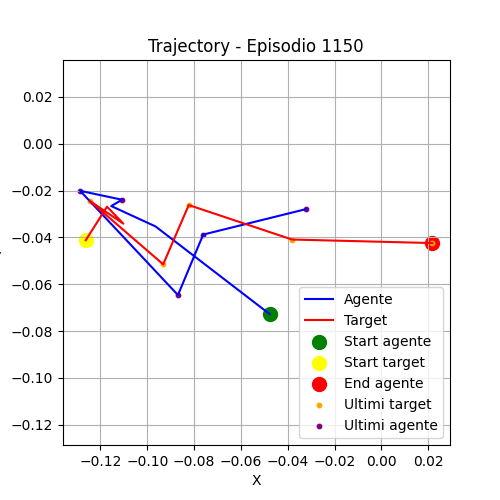 Trajectory - Episodio 1150
0.02
0.00
−0.02
−0.04
−0.06
−0.08
−0.10
−0.12
Agente
Target
Start agente
Start target
End agente
Ultimi target
Ultimi agente
−0.12 −0.10 −0.08 −0.06 −0.04 −0.02 0.00 0.02
X